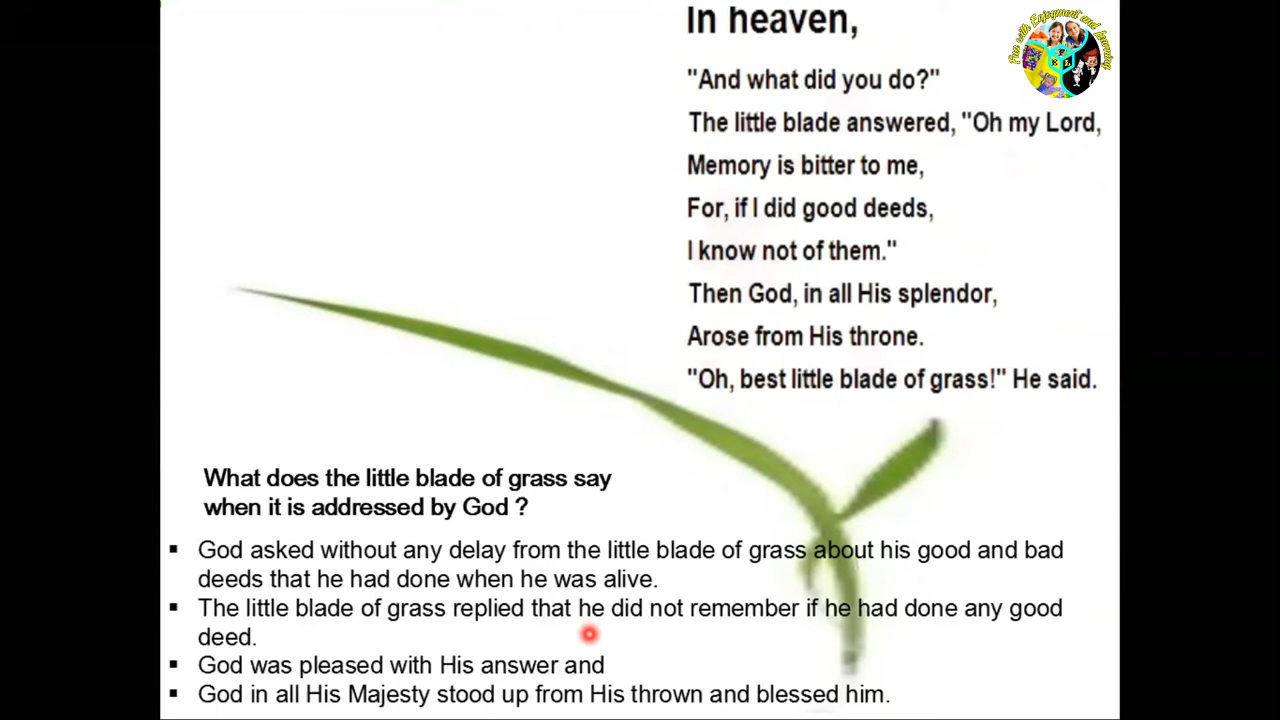 In heaven,
"And what did you do?"
The little blade answered, "Oh my Lord,
Memory is bitter to me,
For, if I did good deeds,
I know not of them."
Then God, in all His splendor,
Arose from His throne.
"Oh, best little blade of grass!" He said.
Fun with Enjoyment and learning
F
E L
What does the little blade of grass say
when it is addressed by God ?
▪ God asked without any delay from the little blade of grass about his good and bad
deeds that he had done when he was alive.
▪ The little blade of grass replied that he did not remember if he had done any good
deed.
▪ God was pleased with His answer and
▪ God in all His Majesty stood up from His thrown and blessed him.